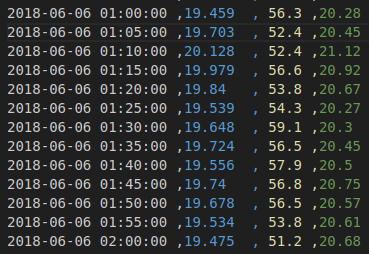 2018-06-06 01:00:00 ,19.459  , 56.3 ,20.28
2018-06-06 01:05:00 ,19.703  , 52.4 ,20.45
2018-06-06 01:10:00 ,20.128  , 52.4 ,21.12
2018-06-06 01:15:00 ,19.979  , 56.6 ,20.92
2018-06-06 01:20:00 ,19.84   , 53.8 ,20.67
2018-06-06 01:25:00 ,19.539  , 54.3 ,20.27
2018-06-06 01:30:00 ,19.648  , 59.1 ,20.3
2018-06-06 01:35:00 ,19.724  , 56.5 ,20.45
2018-06-06 01:40:00 ,19.556  , 57.9 ,20.5
2018-06-06 01:45:00 ,19.74   , 56.8 ,20.75
2018-06-06 01:50:00 ,19.678  , 56.5 ,20.57
2018-06-06 01:55:00 ,19.534  , 53.8 ,20.61
2018-06-06 02:00:00 ,19.475  , 51.2 ,20.68